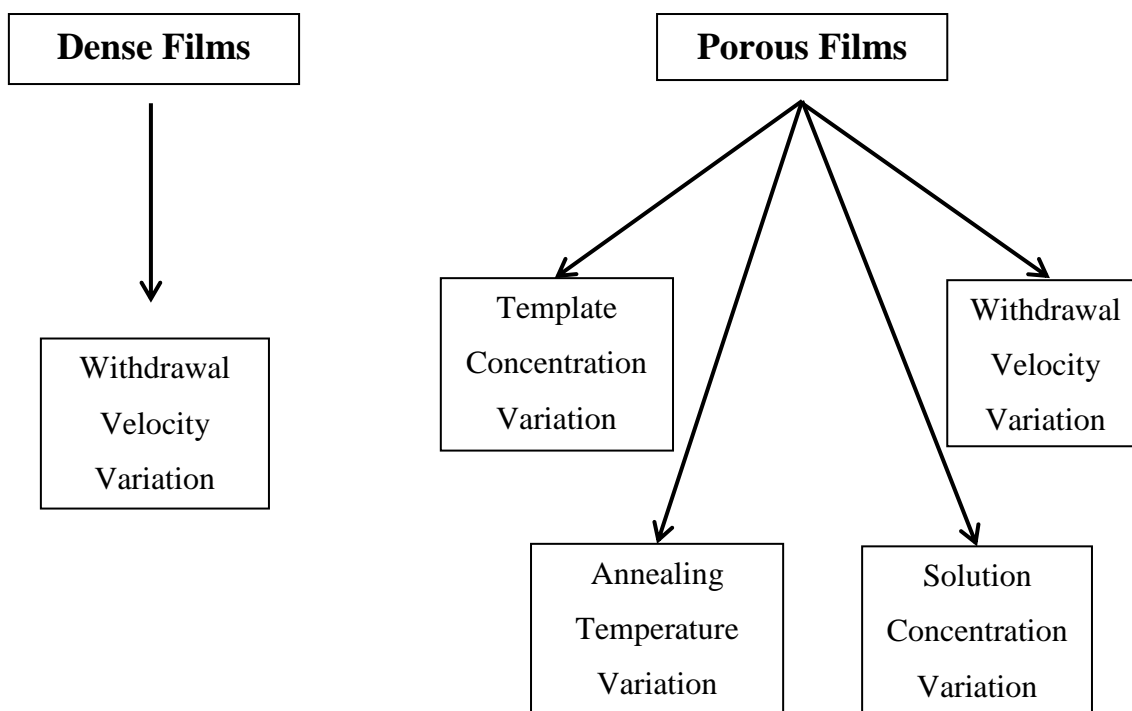 Dense Films
Porous Films
Withdrawal
Velocity
Variation
Template
Concentration
Variation
Withdrawal
Velocity
Variation
Annealing
Temperature
Variation
Solution
Concentration
Variation